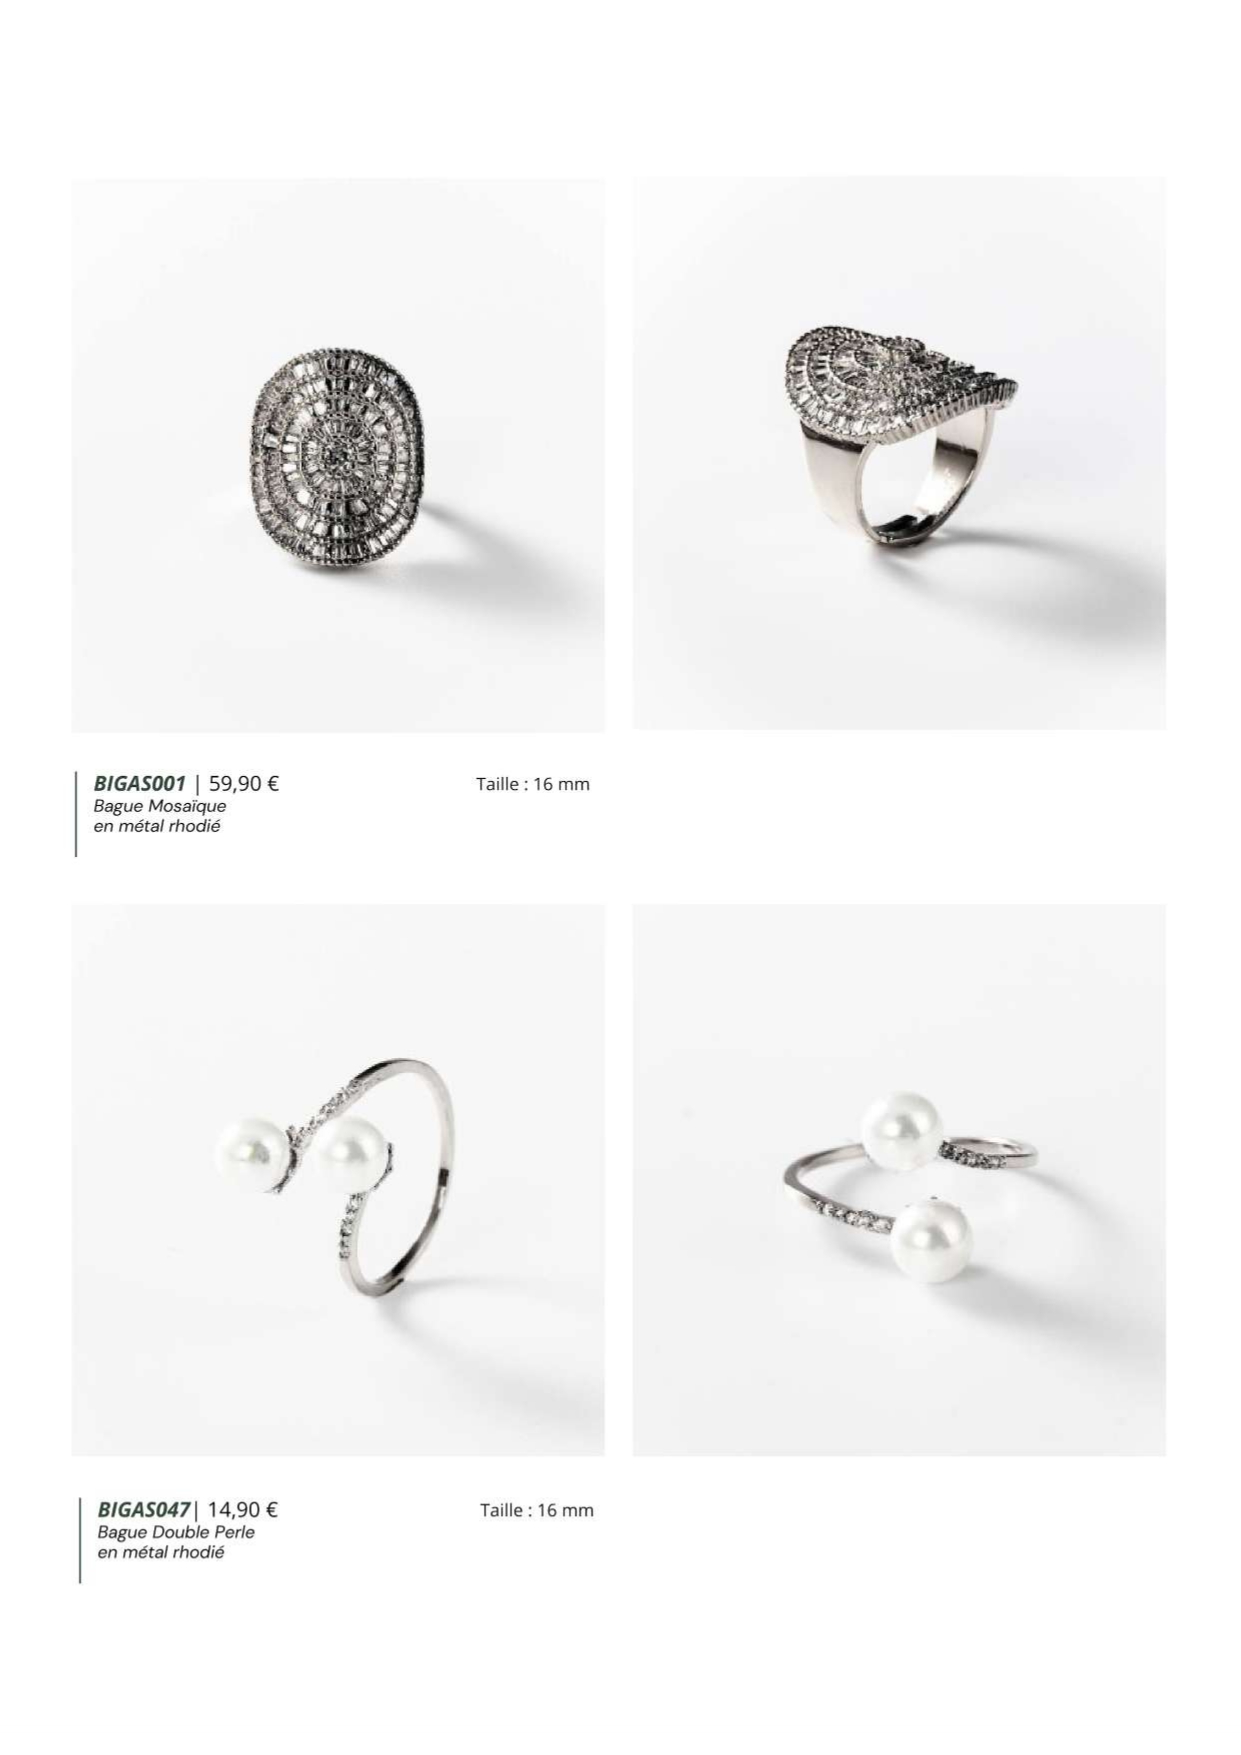 BIGAS001 | 59,90 €
Taille : 16 mm
Bague Mosaïque
en métal rhodié
BIGAS047| 14,90 €
Taille : 16 mm
Bague Double Perle
en métal rhodié